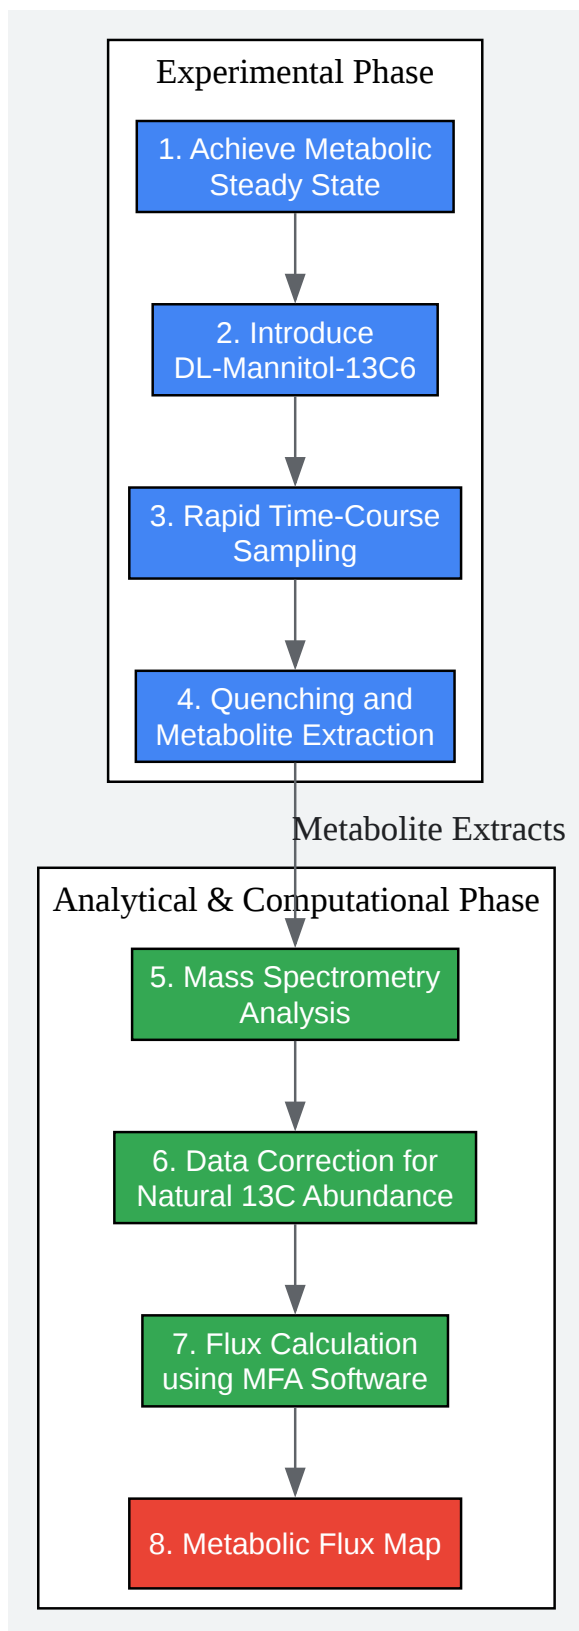 Experimental Phase
1. Achieve Metabolic
Steady State
2. Introduce
DL-Mannitol-13C6
3. Rapid Time-Course
Sampling
4. Quenching and
Metabolite Extraction
Metabolite Extracts
Analytical & Computational Phase
5. Mass Spectrometry
Analysis
6. Data Correction for
Natural 13C Abundance
7. Flux Calculation
using MFA Software
8. Metabolic Flux Map